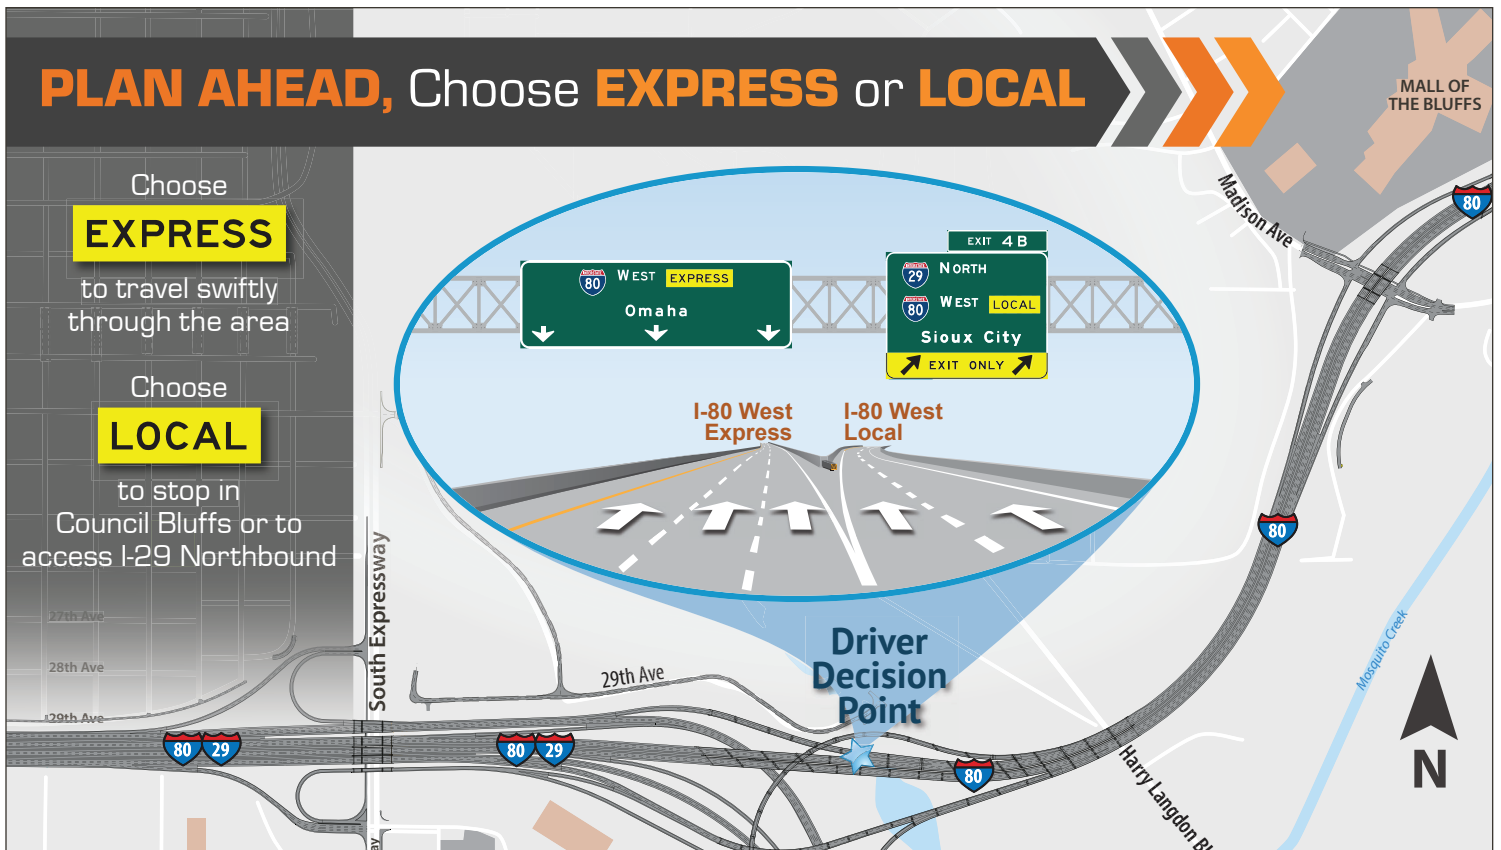 PLAN AHEAD, Choose EXPRESS or LOCAL
MALL OF
THE BLUFFS
Choose
EXPRESS
to travel swiftly
through the area
Choose
LOCAL
to stop in
Council Bluffs or to
access I-29 Northbound
EXIT 4B
80 WEST EXPRESS
Omaha
29 NORTH
80 WEST LOCAL
Sioux City
EXIT ONLY
I-80 West
Express
I-80 West
Local
Driver
Decision
Point
Madison Ave
80
80
Mosquito Creek
South Expressway
27th Ave
28th Ave
29th Ave
29th Ave
80 29
80 29
80
Harry Langdon
N